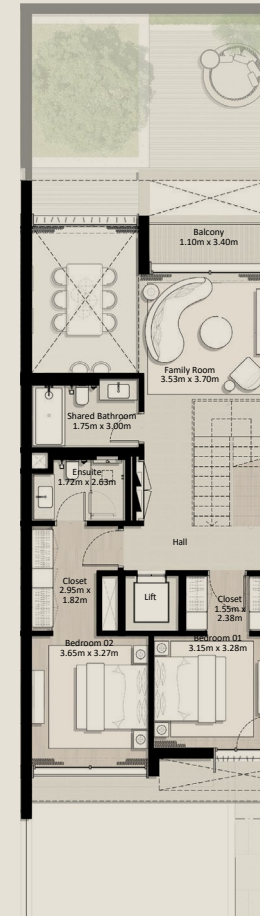 Balcony
1.10m x 3.40m
Family Room
3.53m x 3.70m
Shared Bathroom
1.75m x 3.00m
Ensuite
1.72m x 2.63m
Hall
Closet
2.95m x
1.82m
Lift
Closet
1.55m x
2.38m
Bedroom 02
3.65m x 3.27m
Bedroom 01
3.15m x 3.28m